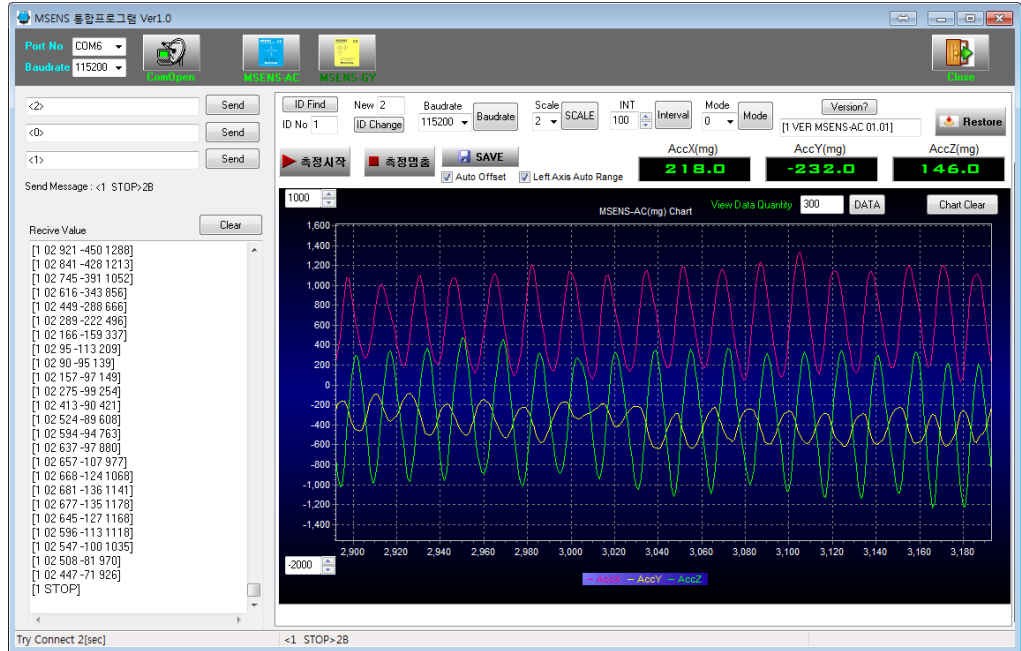 MSENS 통합프로그램 Ver1.0
Port No COM6
Baudrate 115200
ComOpen
MSENS-AC
MSENS-GY
Close
<2> Send
<0> Send
<1> Send
Send Message : <1 STOP>2B
Recive Value
Clear
[1 02 921 -450 1288]
[1 02 841 -428 1213]
[1 02 745 -391 1052]
[1 02 616 -343 856]
[1 02 449 -288 666]
[1 02 289 -222 496]
[1 02 166 -159 337]
[1 02 95 -113 209]
[1 02 90 -95 139]
[1 02 157 -97 149]
[1 02 275 -99 254]
[1 02 413 -90 421]
[1 02 524 -89 608]
[1 02 594 -94 763]
[1 02 637 -97 880]
[1 02 657 -107 977]
[1 02 668 -124 1068]
[1 02 681 -136 1141]
[1 02 677 -135 1178]
[1 02 645 -127 1168]
[1 02 596 -113 1118]
[1 02 547 -100 1035]
[1 02 508 -81 970]
[1 02 447 -71 926]
[1 STOP]
ID Find New 2 Baudrate Scale INT Mode Version?
ID No 1 ID Change 115200 Baudrate 2 SCALE 100 Interval 0 Mode [1 VER MSENS-AC 01.01] Restore
측정시작 측정멈춤 SAVE
Auto Offset Left Axis Auto Range
AccX(mg) AccY(mg) AccZ(mg)
218.0 -232.0 146.0
1000
MSENS-AC(mg) Chart View Data Quantity 300 DATA Chart Clear
1,600
1,400
1,200
1,000
800
600
400
200
0
-200
-400
-600
-800
-1,000
-1,200
-1,400
2,900 2,920 2,940 2,960 2,980 3,000 3,020 3,040 3,060 3,080 3,100 3,120 3,140 3,160 3,180
-2000
AccX AccY AccZ
Try Connect 2[sec] <1 STOP>2B